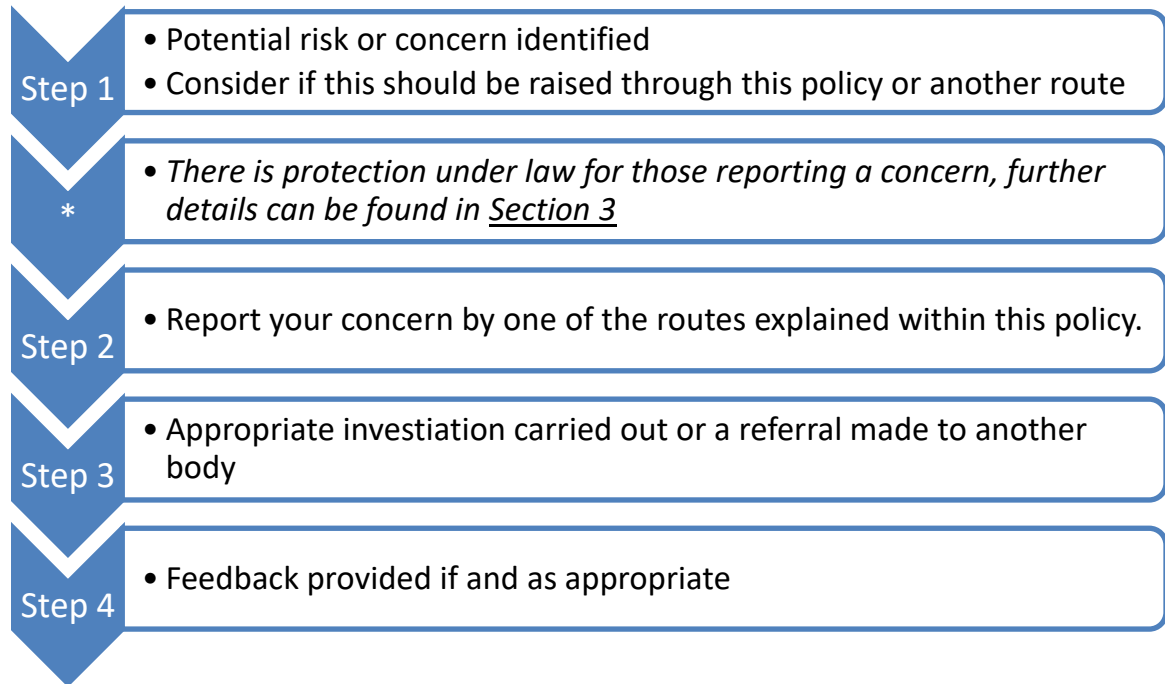 Step 1
• Potential risk or concern identified
• Consider if this should be raised through this policy or another route
*
• There is protection under law for those reporting a concern, further
details can be found in Section 3
Step 2
• Report your concern by one of the routes explained within this policy.
Step 3
• Appropriate investiation carried out or a referral made to another
body
Step 4
• Feedback provided if and as appropriate